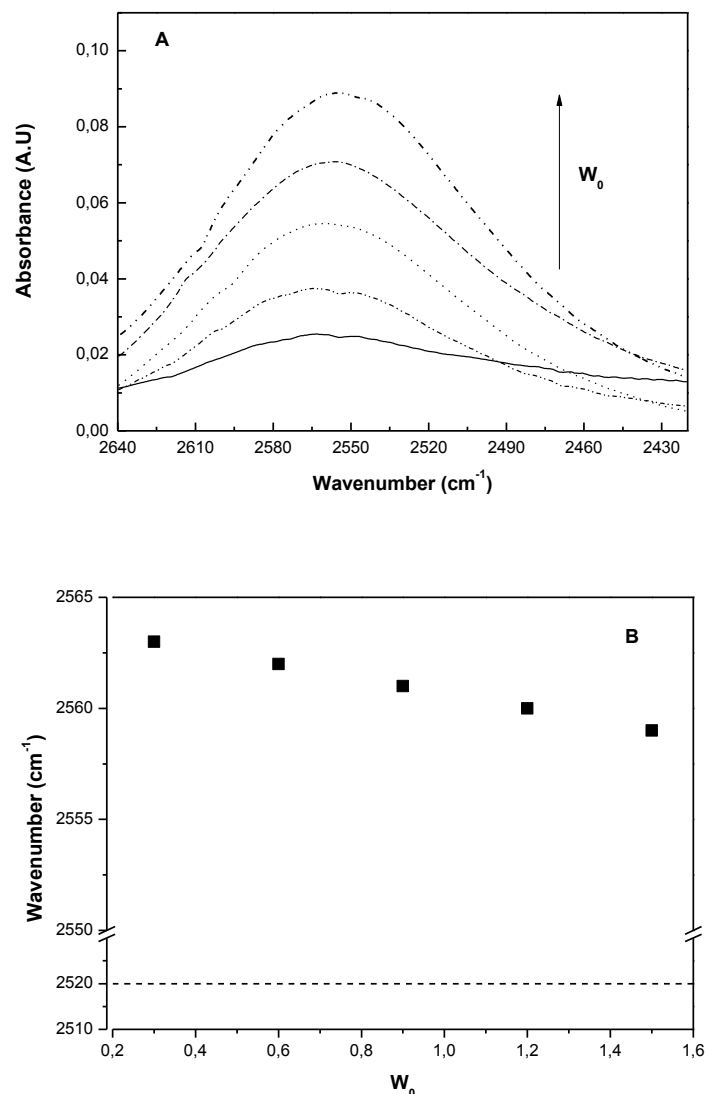 A
0,10
0,08
0,06
0,04
0,02
0,00
Absorbance (A.U)
W₀
2640 2610 2580 2550 2520 2490 2460 2430
Wavenumber (cm⁻¹)
B
2565
2560
2555
2550
2520
2510
Wavenumber (cm⁻¹)
0,2 0,4 0,6 0,8 1,0 1,2 1,4 1,6
W₀